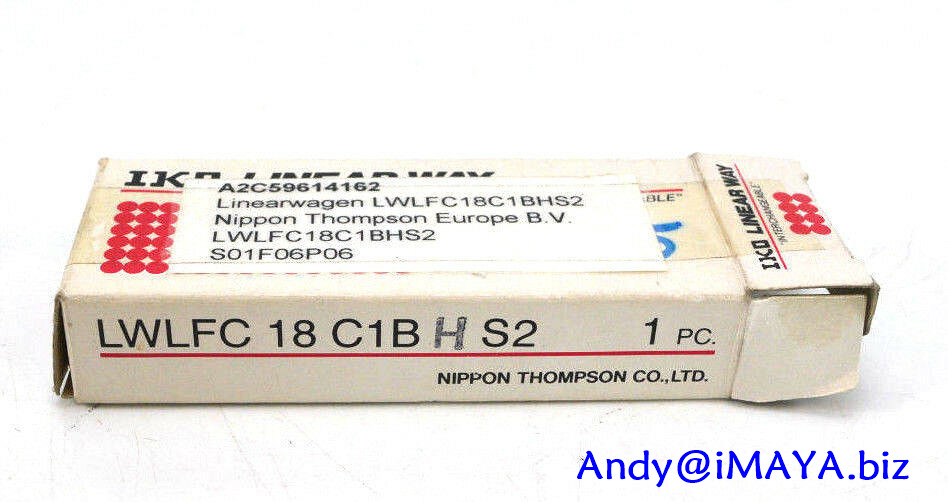 IKO LINEAR WAY
A2C59614162
Linearwagen LWLFC18C1BHS2
Nippon Thompson Europe B.V.
LWLFC18C1BHS2
S01F06P06
IKO LINEAR WAY
INTERCHANGEABLE
LWLFC 18 C1B H S2 1 PC.
NIPPON THOMPSON CO.,LTD.
Andy@iMAYA.biz